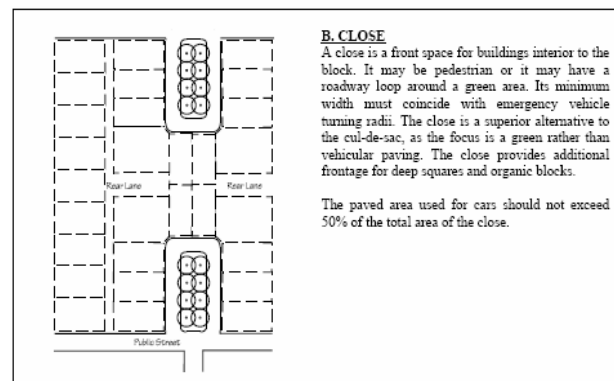 B. CLOSE
A close is a front space for buildings interior to the
block. It may be pedestrian or it may have a
roadway loop around a green area. Its minimum
width must coincide with emergency vehicle
turning radii. The close is a superior alternative to
the cul-de-sac, as the focus is a green rather than
vehicular paving. The close provides additional
frontage for deep squares and organic blocks.
The paved area used for cars should not exceed
50% of the total area of the close.
Rear Lane
Rear Lane
Public Street